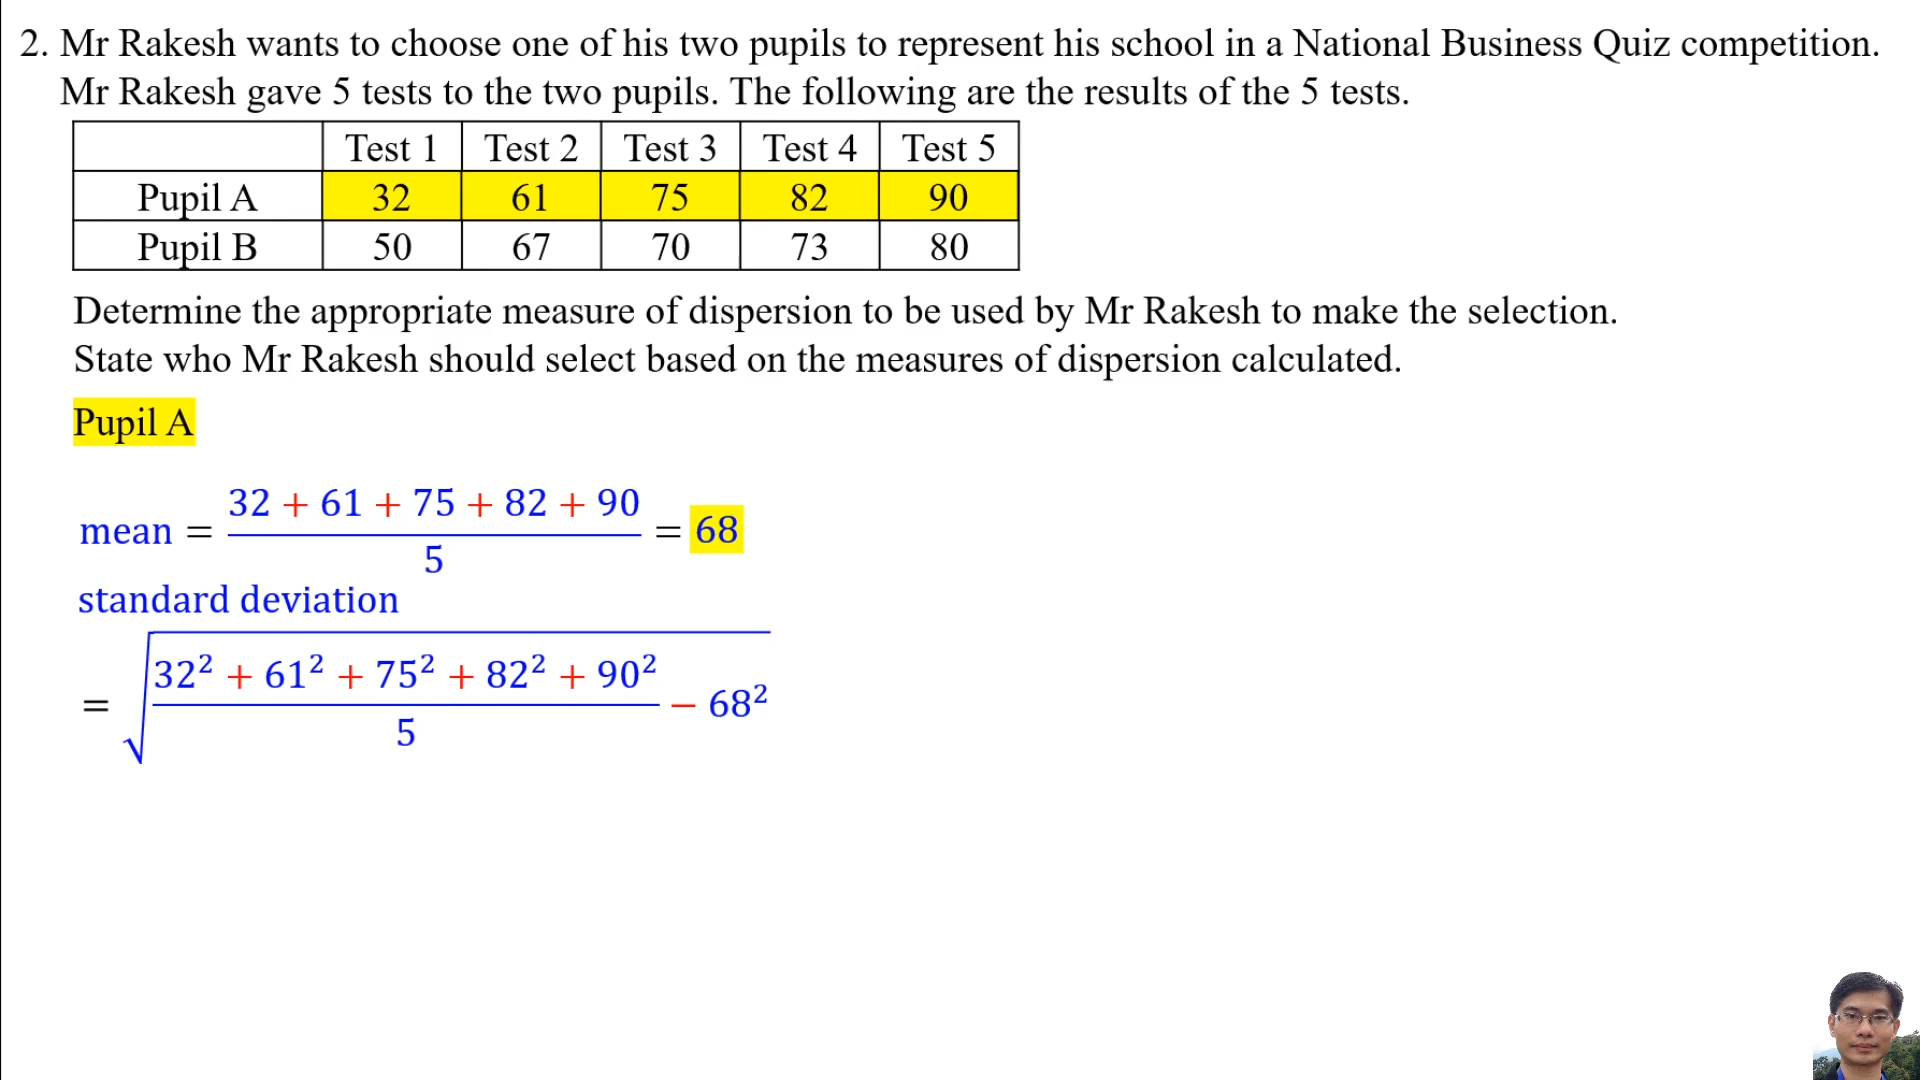 2. Mr Rakesh wants to choose one of his two pupils to represent his school in a National Business Quiz competition.
Mr Rakesh gave 5 tests to the two pupils. The following are the results of the 5 tests.
Test 1 Test 2 Test 3 Test 4 Test 5
Pupil A 32 61 75 82 90
Pupil B 50 67 70 73 80
Determine the appropriate measure of dispersion to be used by Mr Rakesh to make the selection.
State who Mr Rakesh should select based on the measures of dispersion calculated.
Pupil A
mean = (32 + 61 + 75 + 82 + 90)/5 = 68
standard deviation
= √((32² + 61² + 75² + 82² + 90²)/5 − 68²)